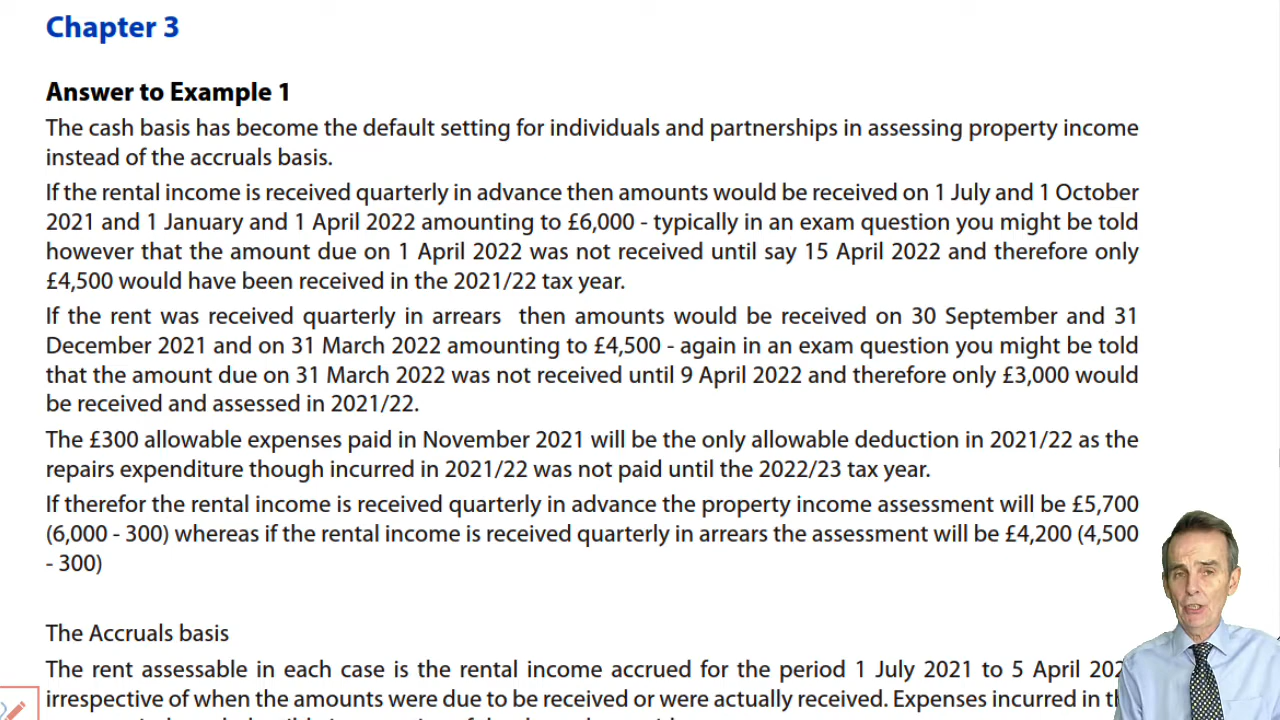 Chapter 3
Answer to Example 1
The cash basis has become the default setting for individuals and partnerships in assessing property income
instead of the accruals basis.
If the rental income is received quarterly in advance then amounts would be received on 1 July and 1 October
2021 and 1 January and 1 April 2022 amounting to £6,000 - typically in an exam question you might be told
however that the amount due on 1 April 2022 was not received until say 15 April 2022 and therefore only
£4,500 would have been received in the 2021/22 tax year.
If the rent was received quarterly in arrears then amounts would be received on 30 September and 31
December 2021 and on 31 March 2022 amounting to £4,500 - again in an exam question you might be told
that the amount due on 31 March 2022 was not received until 9 April 2022 and therefore only £3,000 would
be received and assessed in 2021/22.
The £300 allowable expenses paid in November 2021 will be the only allowable deduction in 2021/22 as the
repairs expenditure though incurred in 2021/22 was not paid until the 2022/23 tax year.
If therefor the rental income is received quarterly in advance the property income assessment will be £5,700
(6,000 - 300) whereas if the rental income is received quarterly in arrears the assessment will be £4,200 (4,500
- 300)
The Accruals basis
The rent assessable in each case is the rental income accrued for the period 1 July 2021 to 5 April
irrespective of when the amounts were due to be received or were actually received. Expenses incurred in